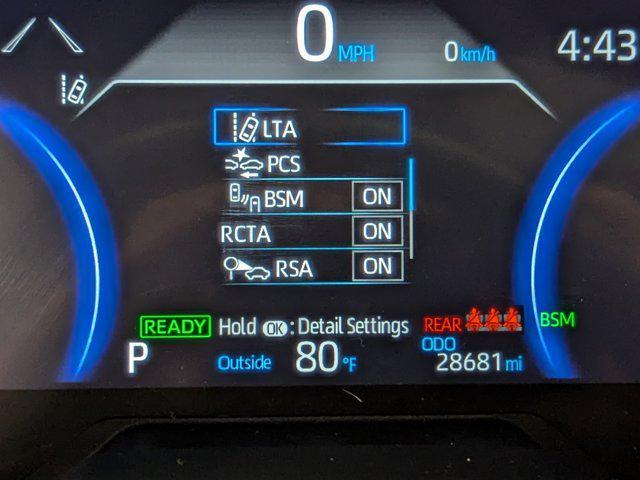 0 MPH 0 km/h 4:43
LTA
PCS
BSM ON
RCTA ON
RSA ON
READY Hold OK : Detail Settings REAR BSM
P Outside 80 °F ODO 28681 mi